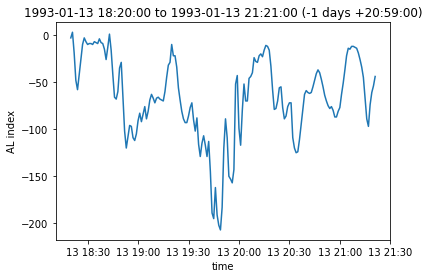 1993-01-13 18:20:00 to 1993-01-13 21:21:00 (-1 days +20:59:00)
0
−50
−100
−150
−200
AL index
13 18:30 13 19:00 13 19:30 13 20:00 13 20:30 13 21:00 13 21:30
time